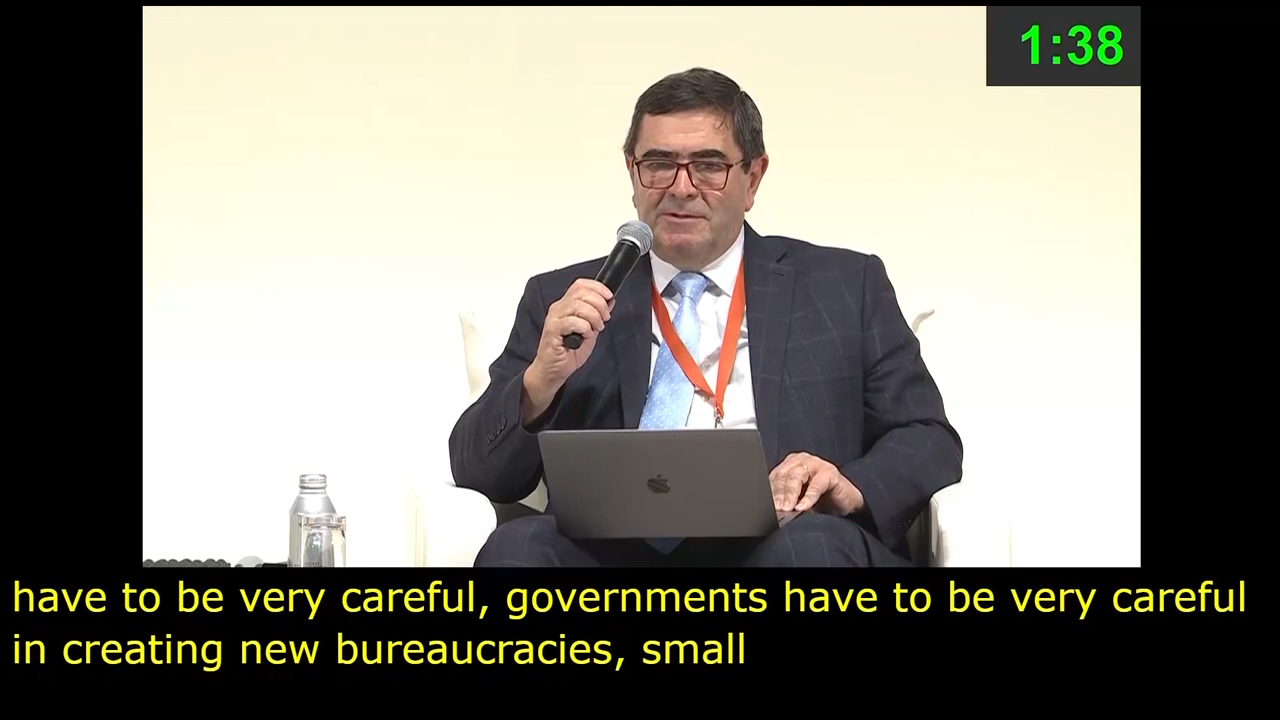 1:38
have to be very careful, governments have to be very careful
in creating new bureaucracies, small